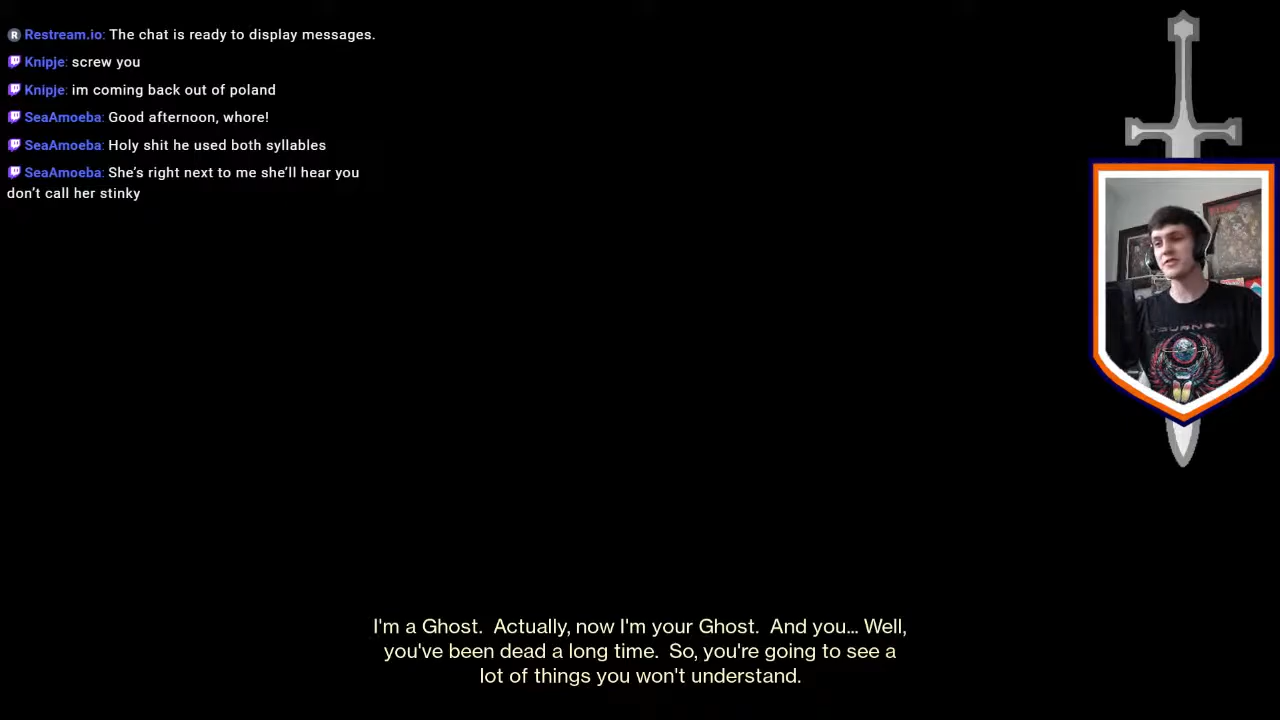 Restream.io: The chat is ready to display messages.
Knipje: screw you
Knipje: im coming back out of poland
SeaAmoeba: Good afternoon, whore!
SeaAmoeba: Holy shit he used both syllables
SeaAmoeba: She’s right next to me she’ll hear you
don’t call her stinky
I'm a Ghost.  Actually, now I'm your Ghost.  And you... Well,
you've been dead a long time.  So, you're going to see a
lot of things you won't understand.